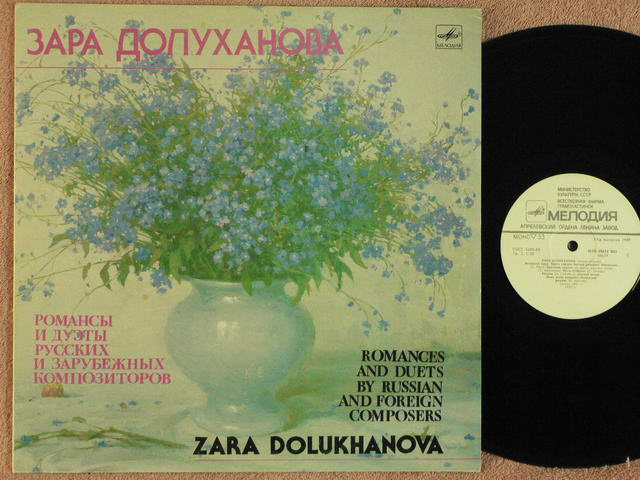 ЗАРА ДОЛУХАНОВА
МЕЛОДИЯ
РОМАНСЫ
И ДУЭТЫ
РУССКИХ
И ЗАРУБЕЖНЫХ
КОМПОЗИТОРОВ
ROMANCES
AND DUETS
BY RUSSIAN
AND FOREIGN
COMPOSERS
ZARA DOLUKHANOVA
МИНИСТЕРСТВО
КУЛЬТУРЫ СССР
ВСЕСОЮЗНАЯ ФИРМА
ГРАМПЛАСТИНОК
МЕЛОДИЯ
АПРЕЛЕВСКИЙ ОРДЕНА ЛЕНИНА ЗАВОД
МОНО 33